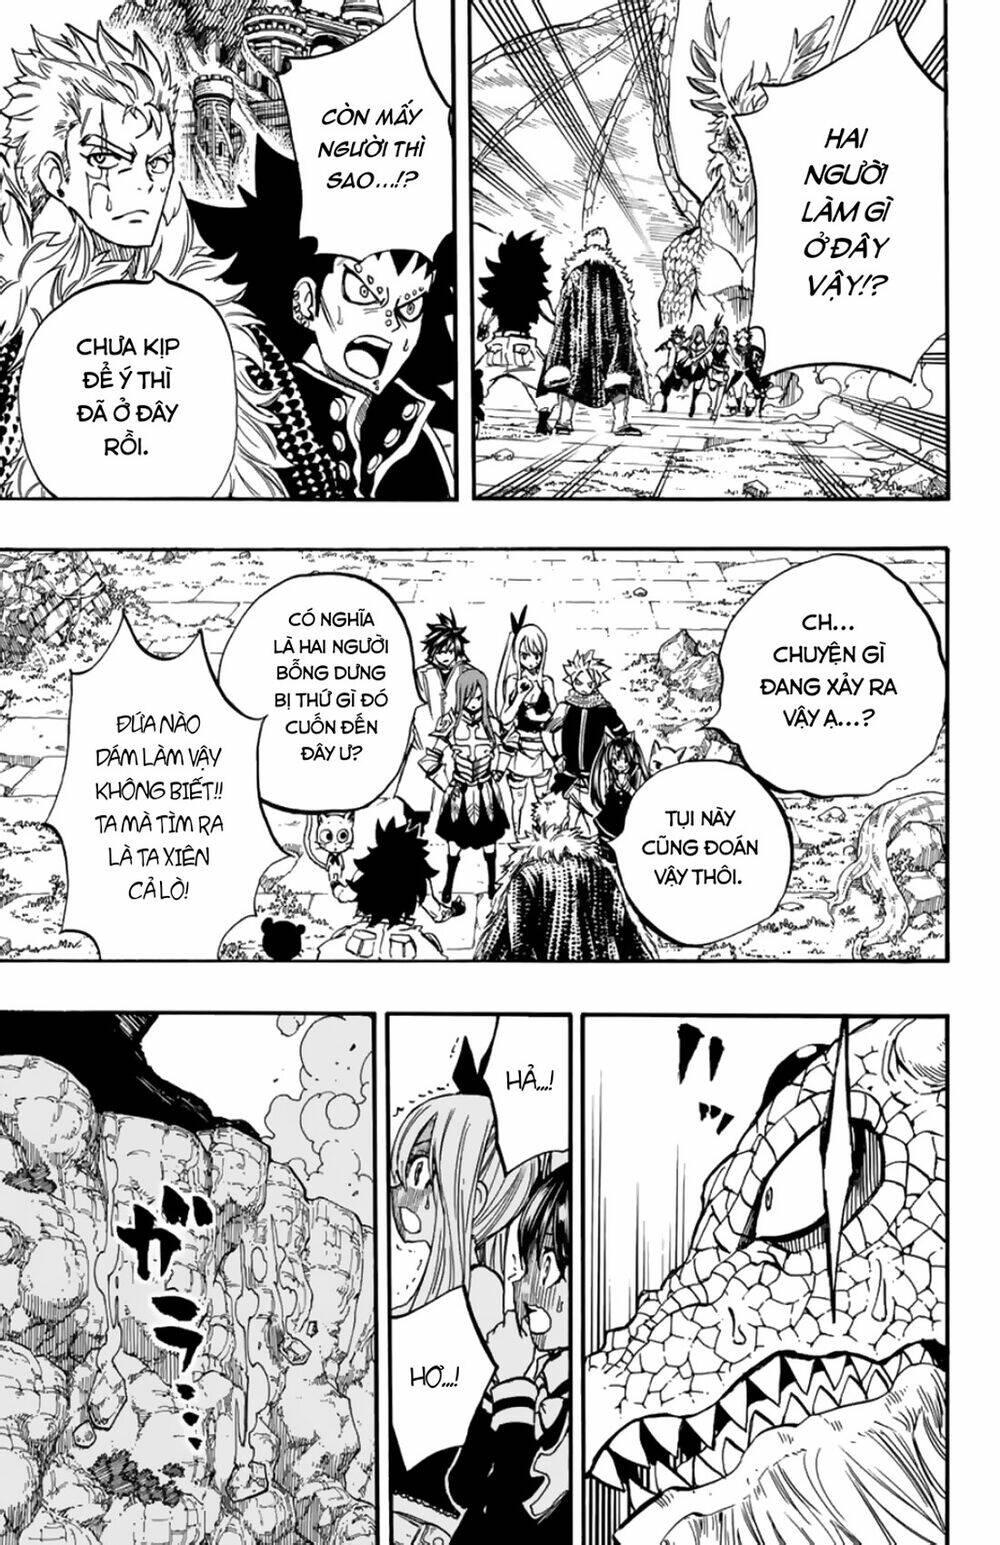 HAI
NGƯỜI
LÀM GÌ
Ở ĐÂY
VẬY!?
CÒN MẤY
NGƯỜI THÌ
SAO...!?
CHƯA KỊP
ĐỂ Ý THÌ
ĐÃ Ở ĐÂY
RỒI.
CH...
CHUYỆN GÌ
ĐANG XẢY RA
VẬY Ạ...?
TỤI NÀY
CŨNG ĐOÁN
VẬY THÔI.
CÓ NGHĨA
LÀ HAI NGƯỜI
BỖNG DƯNG
BỊ THỨ GÌ ĐÓ
CUỐN ĐẾN
ĐÂY Ư?
ĐỨA NÀO
DÁM LÀM VẬY
KHÔNG BIẾT!!
TA MÀ TÌM RA
LÀ TA XIÊN
CẢ LÒ!
HẢ...!
HƠ...!
ガラ...